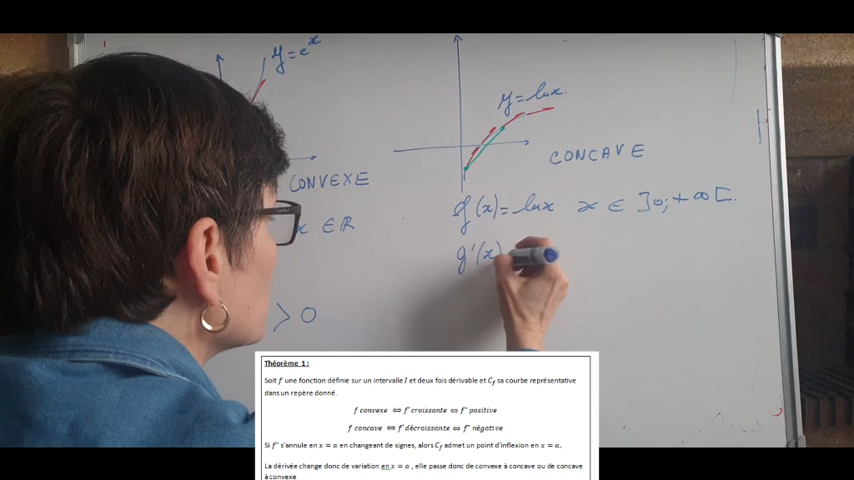 y = e^x
y = lnx.
CONVEXE
CONCAVE
x ∈ ℝ
g(x) = lnx x ∈ ]0; +∞[.
g'(x)
> 0
Théorème 1 :
Soit f une fonction définie sur un intervalle I et deux fois dérivable et C_f sa courbe représentative
dans un repère donné.
f convexe ⇔ f' croissante ⇔ f" positive
f concave ⇔ f' décroissante ⇔ f" négative
Si f" s'annule en x = a en changeant de signes, alors C_f admet un point d'inflexion en x = a.
La dérivée change donc de variation en x = a , elle passe donc de convexe à concave ou de concave
à convexe